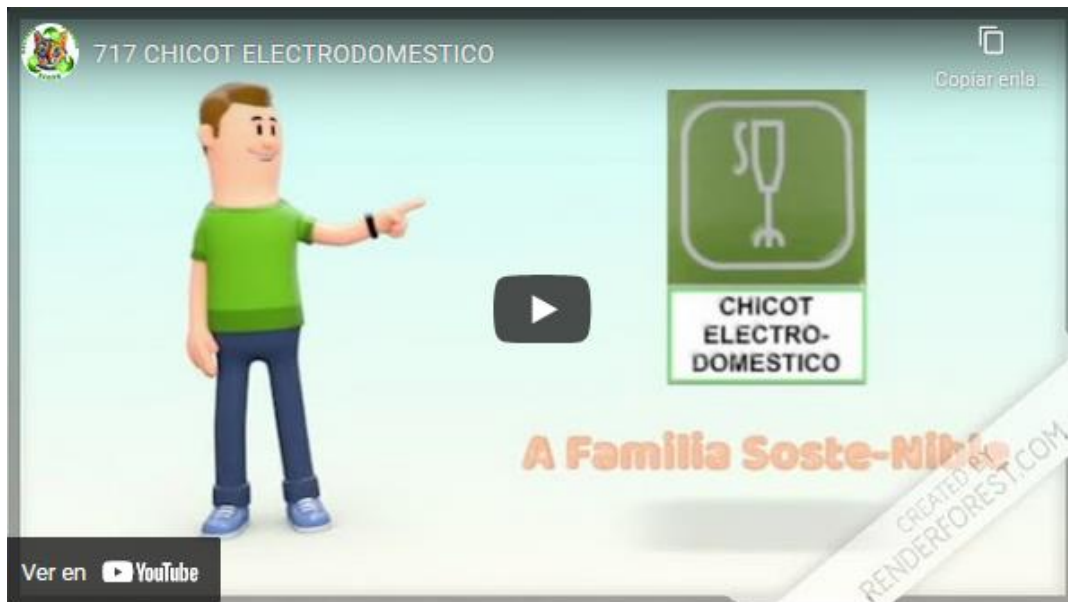 717 CHICOT ELECTRODOMESTICO
Copiar enla...
S
CHICOT
ELECTRO-
DOMESTICO
A Familia Soste-Nible
CREATED BY
RENDERFOREST.COM
Ver en YouTube